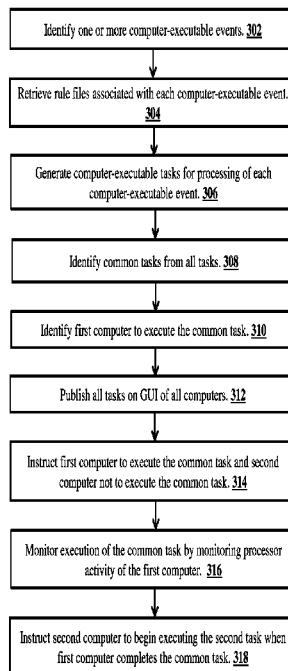 Identify one or more computer-executable events. 302
Retrieve rule files associated with each computer-executable event.
304
Generate computer-executable tasks for processing of each
computer-executable event. 306
Identify common tasks from all tasks. 308
Identify first computer to execute the common task. 310
Publish all tasks on GUI of all computers. 312
Instruct first computer to execute the common task and second
computer not to execute the common task. 314
Monitor execution of the common task by monitoring processor
activity of the first computer. 316
Instruct second computer to begin executing the second task when
first computer completes the common task. 318